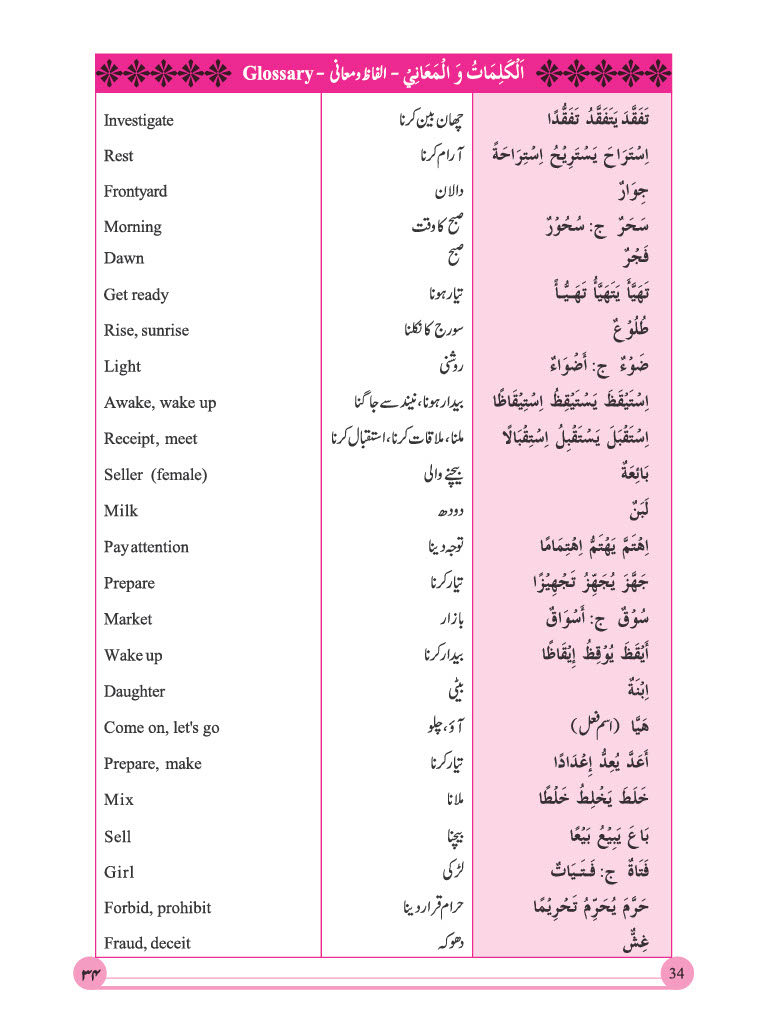 اَلْكَلِمَاتُ وَ الْمَعَانِيْ - الفاظ و معانی - Glossary
تَفَقَّدَ يَتَفَقَّدُ تَفَقُّدًا چھان بین کرنا Investigate
اِسْتَرَاحَ يَسْتَرِيْحُ اِسْتِرَاحَةً آرام کرنا Rest
جِوَارٌ دالان Frontyard
سَحَرٌ ج: سُحُوْرٌ صبح کا وقت Morning
فَجْرٌ صبح Dawn
تَهَيَّأَ يَتَهَيَّأُ تَهَيُّأً تیار ہونا Get ready
طُلُوْعٌ سورج کا نکلنا Rise, sunrise
ضَوْءٌ ج: أَضْوَاءٌ روشنی Light
اِسْتَيْقَظَ يَسْتَيْقِظُ اِسْتِيْقَاظًا بیدار ہونا، نیند سے جاگنا Awake, wake up
اِسْتَقْبَلَ يَسْتَقْبِلُ اِسْتِقْبَالًا ملنا، ملاقات کرنا، استقبال کرنا Receipt, meet
بَائِعَةٌ بیچنے والی Seller (female)
لَبَنٌ دودھ Milk
اِهْتَمَّ يَهْتَمُّ اِهْتِمَامًا توجہ دینا Pay attention
جَهَّزَ يُجَهِّزُ تَجْهِيْزًا تیار کرنا Prepare
سُوْقٌ ج: أَسْوَاقٌ بازار Market
أَيْقَظَ يُوْقِظُ إِيْقَاظًا بیدار کرنا Wake up
اِبْنَةٌ بیٹی Daughter
هَيَّا (اسم فعل) آؤ، چلو Come on, let's go
أَعَدَّ يُعِدُّ إِعْدَادًا تیار کرنا Prepare, make
خَلَطَ يَخْلِطُ خَلْطًا ملانا Mix
بَاعَ يَبِيْعُ بَيْعًا بیچنا Sell
فَتَاةٌ ج: فَتَيَاتٌ لڑکی Girl
حَرَّمَ يُحَرِّمُ تَحْرِيْمًا حرام قرار دینا Forbid, prohibit
غِشٌّ دھوکہ Fraud, deceit
۳۴ 34